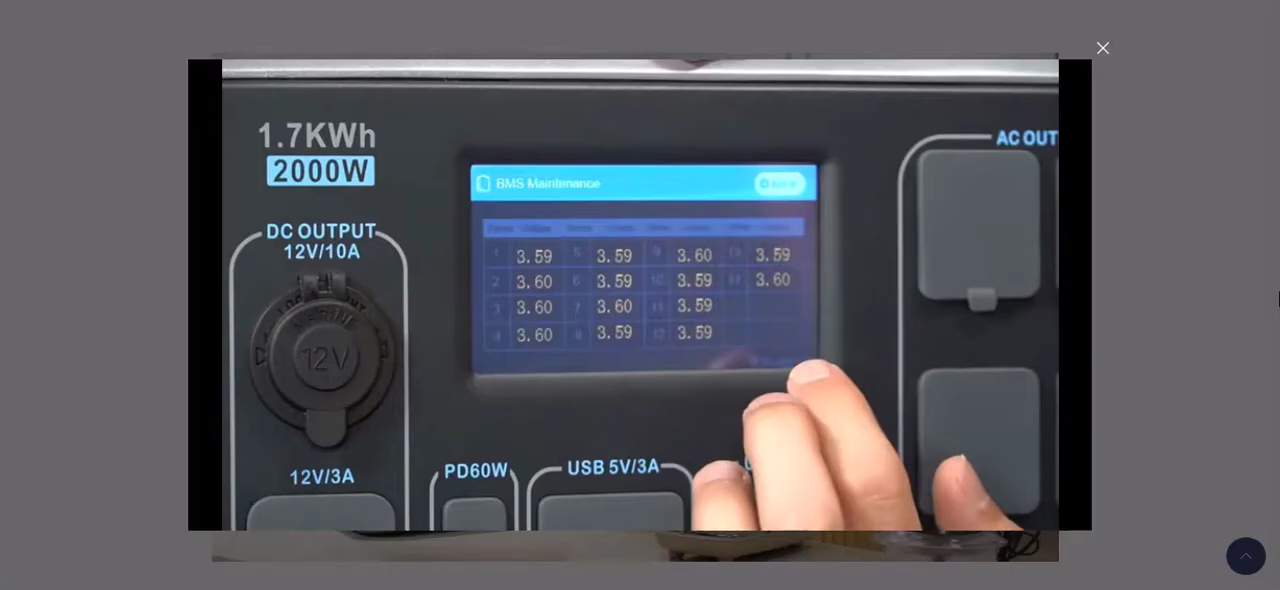 1.7KWh
2000W
DC OUTPUT
12V/10A
MARINE
12V
12V/3A
PD60W
USB 5V/3A
AC OUT
BMS Maintenance
1 3.59 5 3.59 9 3.60 13 3.59
2 3.60 6 3.59 10 3.59 14 3.60
3 3.60 7 3.60 11 3.59
4 3.60 8 3.59 12 3.59